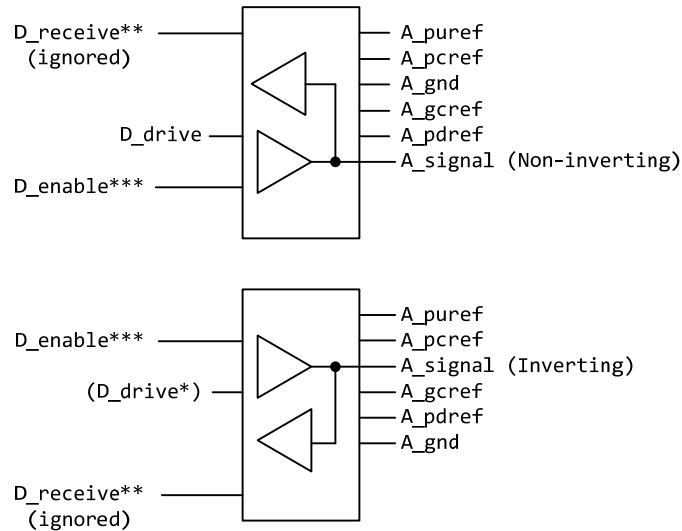 D_receive**
(ignored)
D_drive
D_enable***
A_puref
A_pcref
A_gnd
A_gcref
A_pdref
A_signal (Non-inverting)
D_enable***
(D_drive*)
D_receive**
(ignored)
A_puref
A_pcref
A_signal (Inverting)
A_gcref
A_pdref
A_gnd